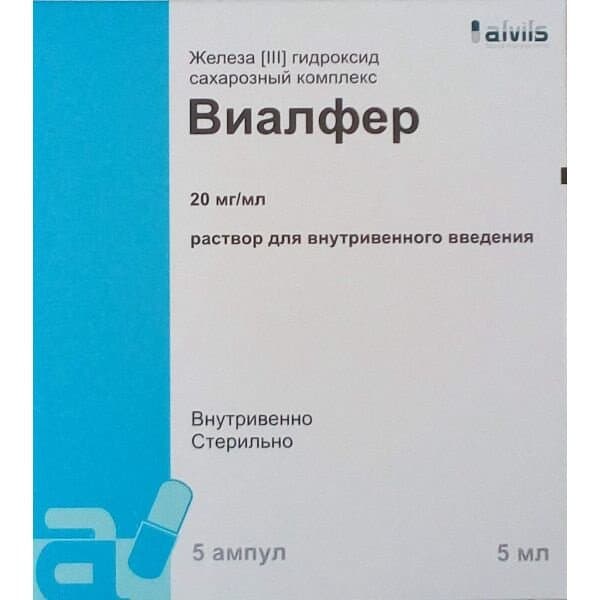 alvils
Железа [III] гидроксид
сахарозный комплекс
Виалфер
20 мг/мл
раствор для внутривенного введения
Внутривенно
Стерильно
5 ампул
5 мл